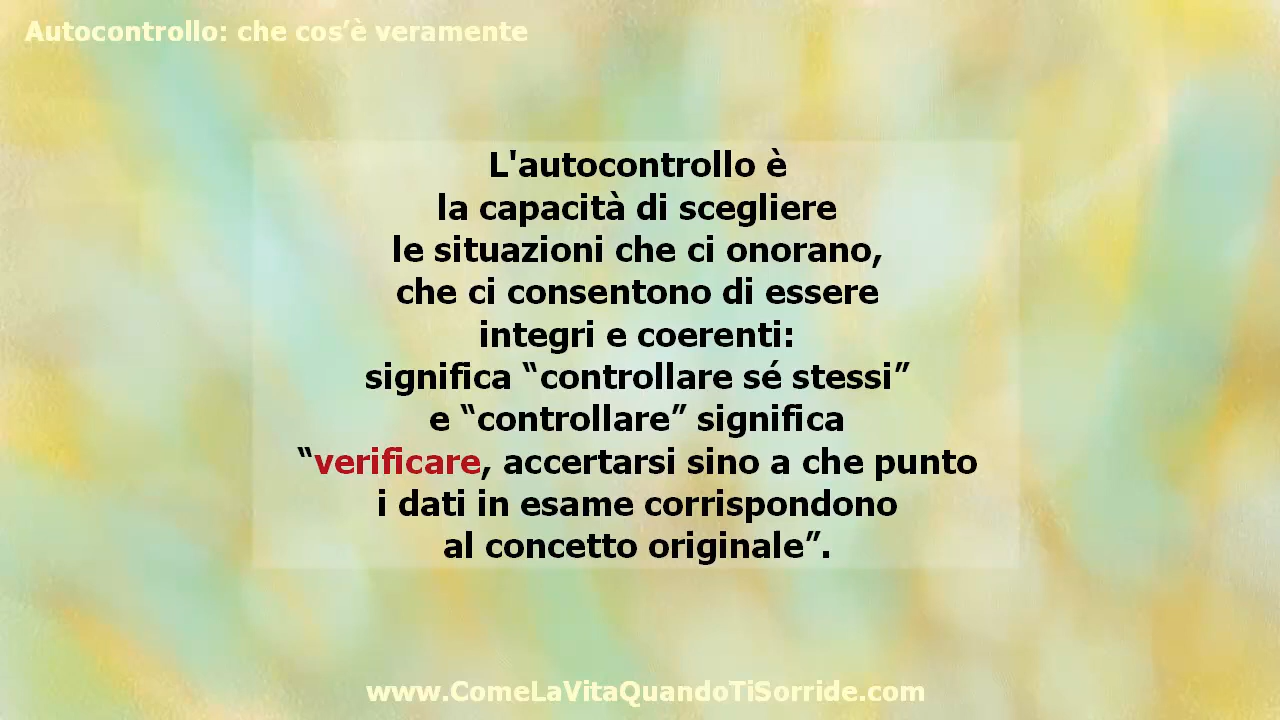 Autocontrollo: che cos’è veramente
L'autocontrollo è
la capacità di scegliere
le situazioni che ci onorano,
che ci consentono di essere
integri e coerenti:
significa “controllare sé stessi”
e “controllare” significa
“verificare, accertarsi sino a che punto
i dati in esame corrispondono
al concetto originale”.
www.ComeLaVitaQuandoTiSorride.com